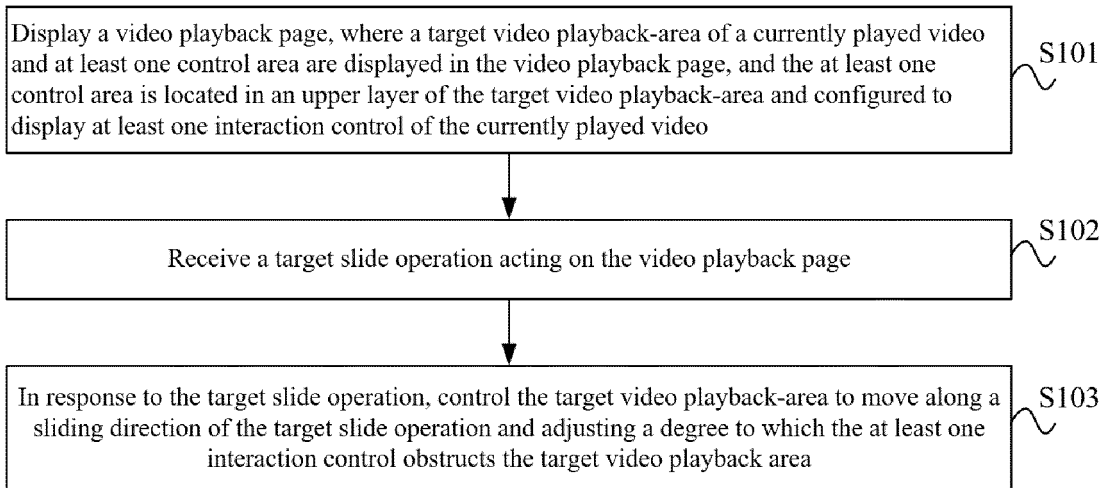 Display a video playback page, where a target video playback-area of a currently played video
and at least one control area are displayed in the video playback page, and the at least one
control area is located in an upper layer of the target video playback-area and configured to
display at least one interaction control of the currently played video
S101
Receive a target slide operation acting on the video playback page
S102
In response to the target slide operation, control the target video playback-area to move along a
sliding direction of the target slide operation and adjusting a degree to which the at least one
interaction control obstructs the target video playback area
S103